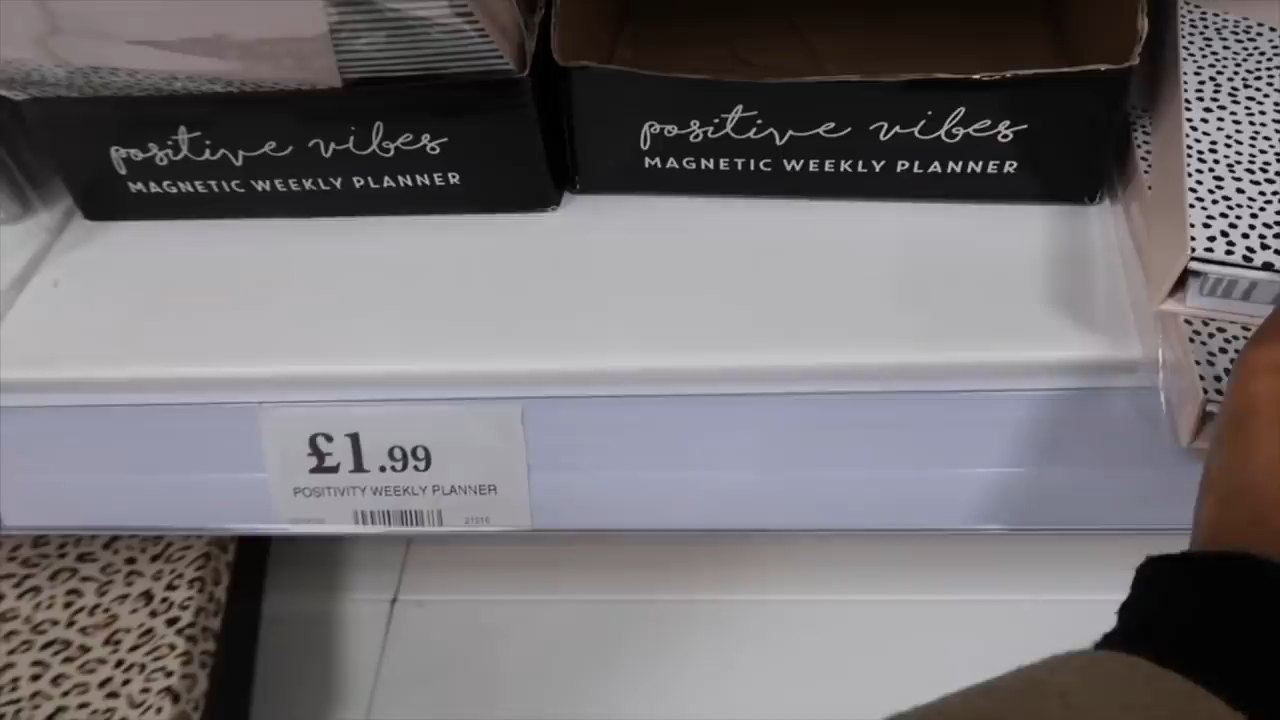 positive vibes
MAGNETIC WEEKLY PLANNER
positive vibes
MAGNETIC WEEKLY PLANNER
£1.99
POSITIVITY WEEKLY PLANNER